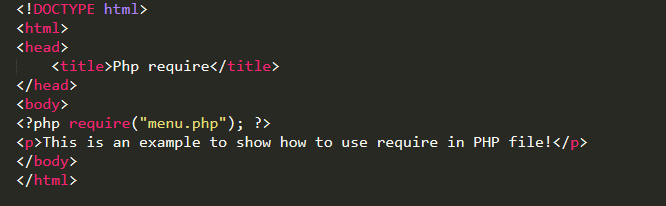 <!DOCTYPE html>
<html>
<head>
    <title>Php require</title>
</head>
<body>
<?php require("menu.php"); ?>
<p>This is an example to show how to use require in PHP file!</p>
</body>
</html>